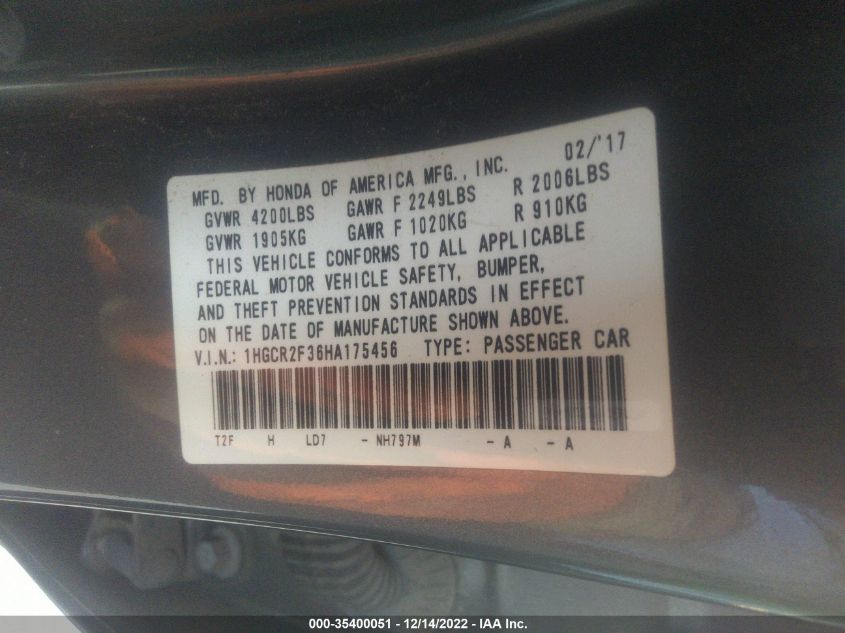 MFD. BY HONDA OF AMERICA MFG., INC. 02/'17
GVWR 4200LBS GAWR F 2249LBS R 2006LBS
GVWR 1905KG GAWR F 1020KG R 910KG
THIS VEHICLE CONFORMS TO ALL APPLICABLE
FEDERAL MOTOR VEHICLE SAFETY, BUMPER,
AND THEFT PREVENTION STANDARDS IN EFFECT
ON THE DATE OF MANUFACTURE SHOWN ABOVE.
V.I.N.: 1HGCR2F36HA175456 TYPE: PASSENGER CAR
T2F H LD7 - NH797M - A - A
000-35400051 - 12/14/2022 - IAA Inc.